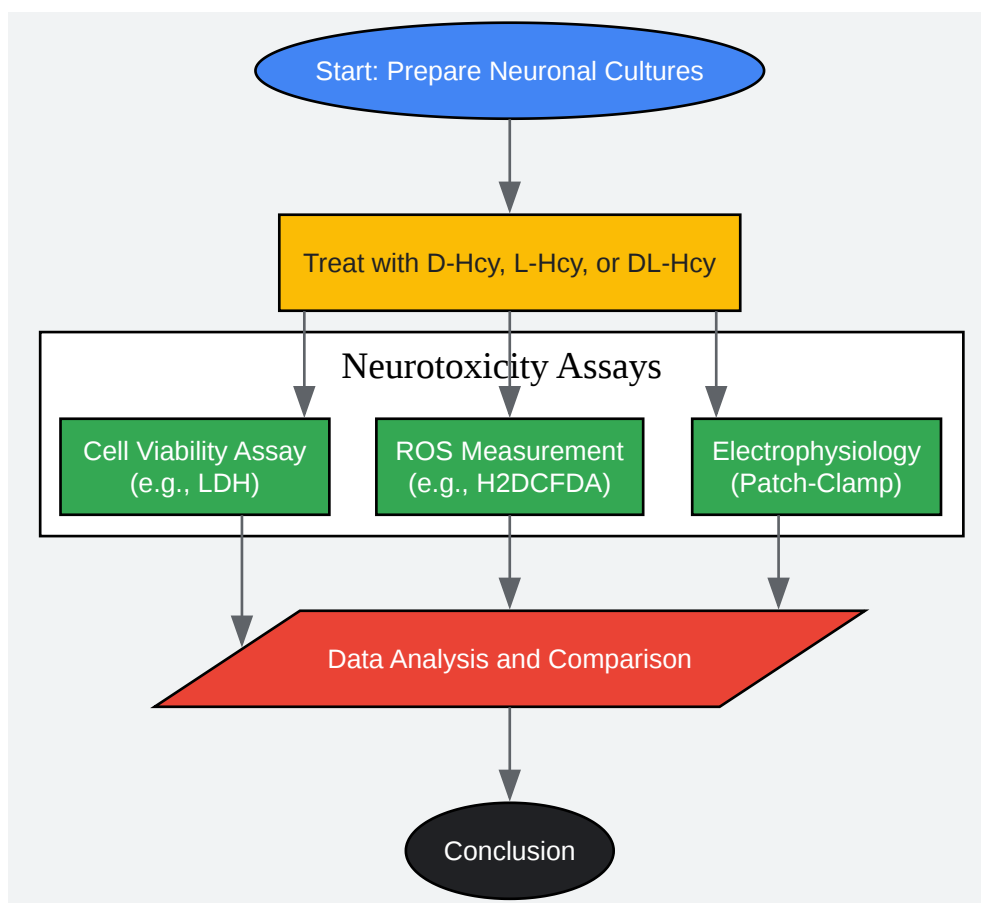 Start: Prepare Neuronal Cultures
Treat with D-Hcy, L-Hcy, or DL-Hcy
Neurotoxicity Assays
Cell Viability Assay
(e.g., LDH)
ROS Measurement
(e.g., H2DCFDA)
Electrophysiology
(Patch-Clamp)
Data Analysis and Comparison
Conclusion